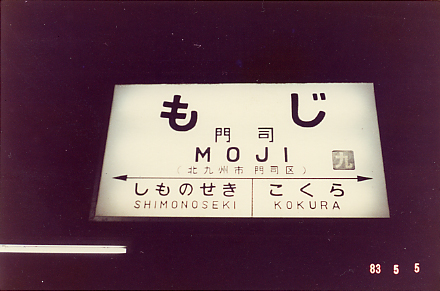 もじ
門司
MOJI
九
(北九州市 門司区)
しものせき こくら
SHIMONOSEKI KOKURA
83 5 5